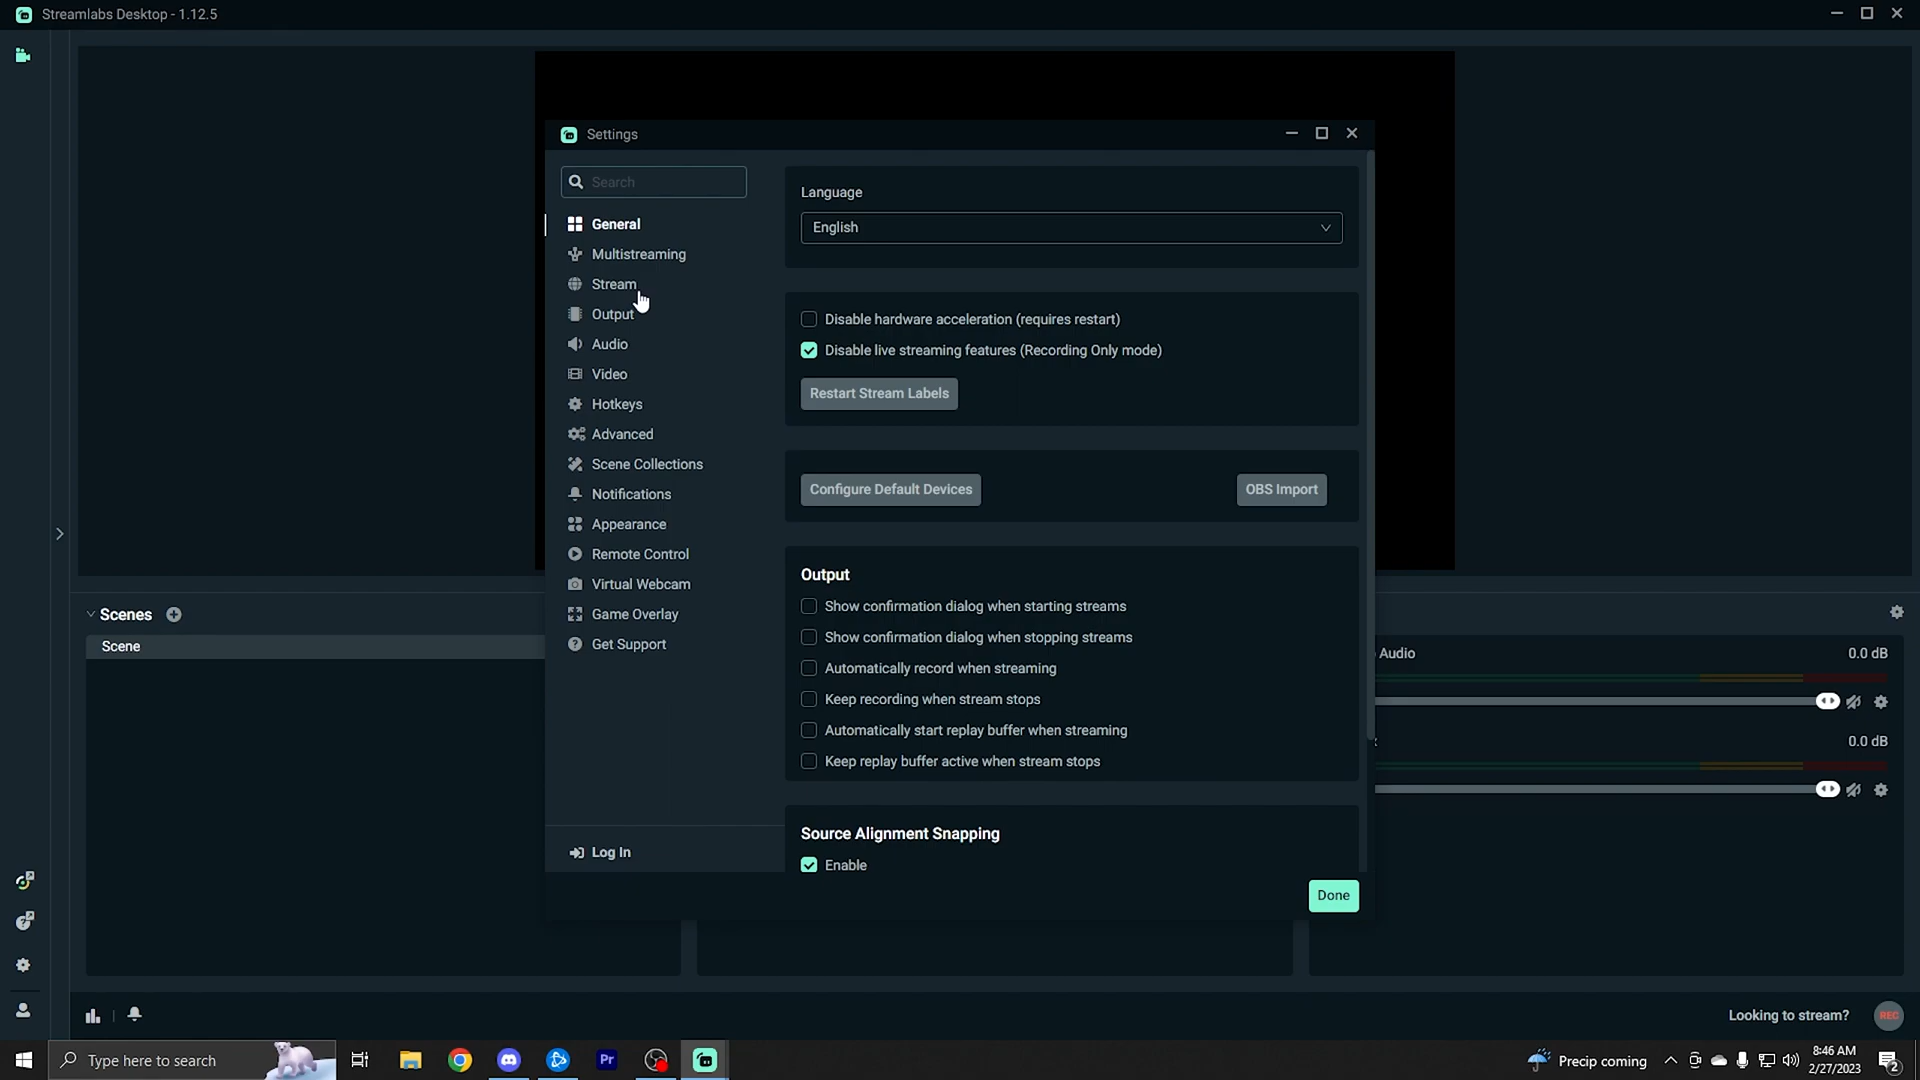 Streamlabs Desktop - 1.12.5
Settings
Search
General
Multistreaming
Stream
Output
Audio
Video
Hotkeys
Advanced
Scene Collections
Notifications
Appearance
Remote Control
Virtual Webcam
Game Overlay
Get Support
Log In
Language
English
Disable hardware acceleration (requires restart)
Disable live streaming features (Recording Only mode)
Restart Stream Labels
Configure Default Devices
OBS Import
Output
Show confirmation dialog when starting streams
Show confirmation dialog when stopping streams
Automatically record when streaming
Keep recording when stream stops
Automatically start replay buffer when streaming
Keep replay buffer active when stream stops
Source Alignment Snapping
Enable
Done
Scenes
Scene
Audio 0.0 dB
0.0 dB
Looking to stream? REC
Type here to search
Pr
Precip coming
8:46 AM
2/27/2023
2